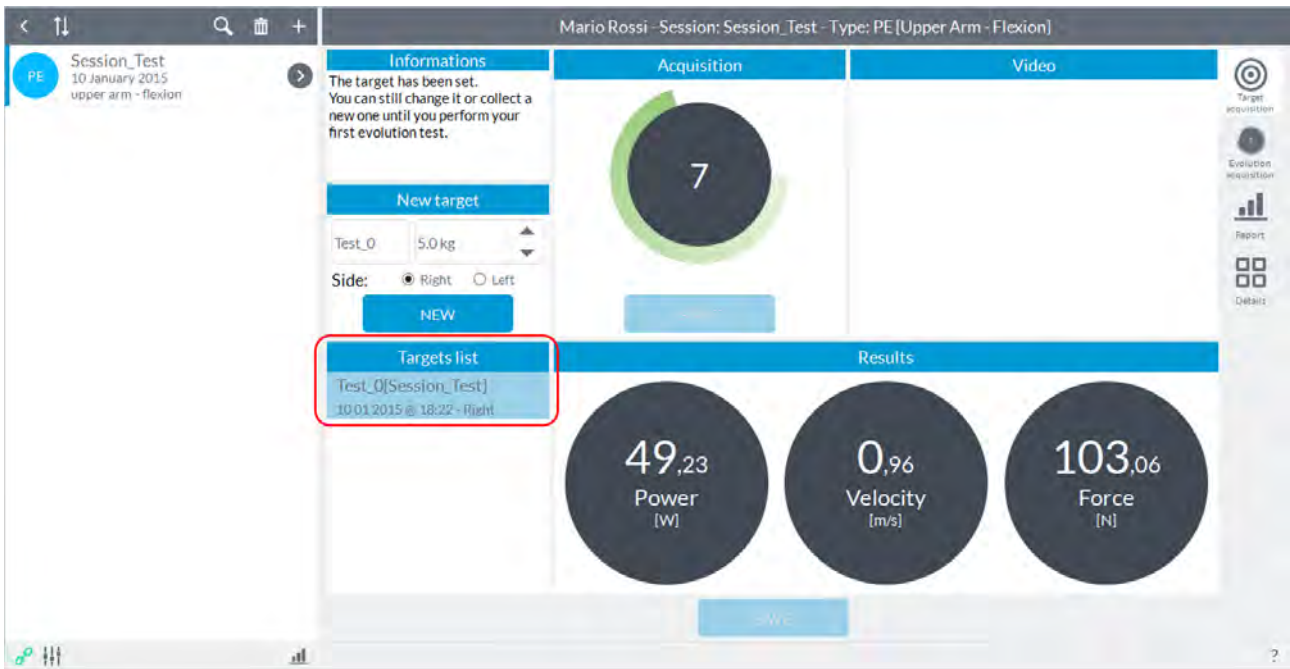 Mario Rossi - Session: Session_Test - Type: PE [Upper Arm - Flexion]
PE
Session_Test
10 January 2015
upper arm - flexion
Informations
The target has been set.
You can still change it or collect a
new one until you perform your
first evolution test.
New target
Test_0
5.0 kg
Side:
Right
Left
NEW
Targets list
Test_0[Session_Test]
10 01 2015 @ 18:22 - Right
Acquisition
7
Video
Results
49,23
Power
[W]
0,96
Velocity
[m/s]
103,06
Force
[N]
SAVE
Target
acquisition
Evolution
acquisition
Report
Details
?